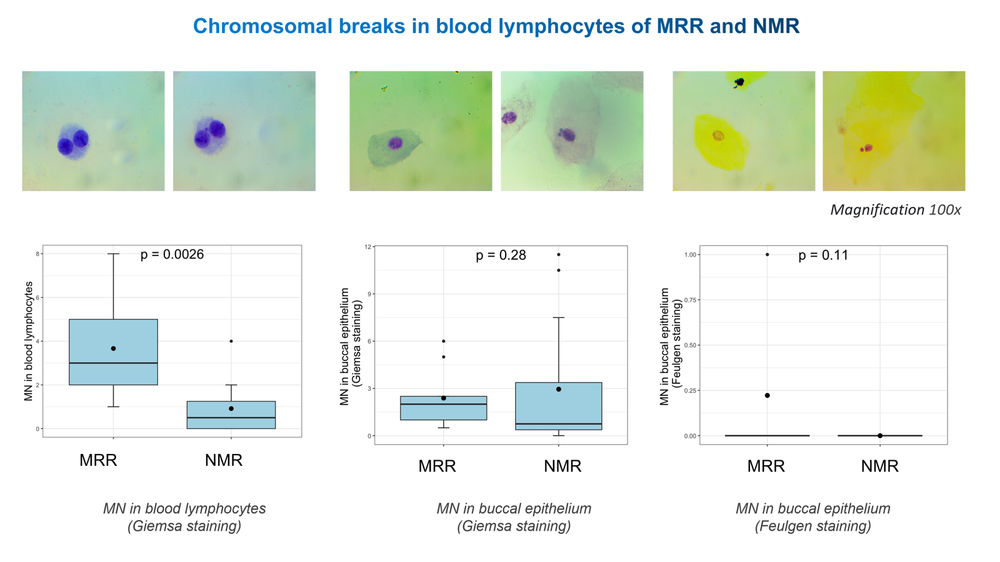 Chromosomal breaks in blood lymphocytes of MRR and NMR
Magnification 100x
MN in blood lymphocytes
8
6
4
2
0
p = 0.0026
MRR
NMR
MN in blood lymphocytes
(Giemsa staining)
MN in buccal epithelium
(Giemsa staining)
12
9
6
3
0
p = 0.28
MRR
NMR
MN in buccal epithelium
(Giemsa staining)
MN in buccal epithelium
(Feulgen staining)
1.00
0.75
0.50
0.25
0.00
p = 0.11
MRR
NMR
MN in buccal epithelium
(Feulgen staining)